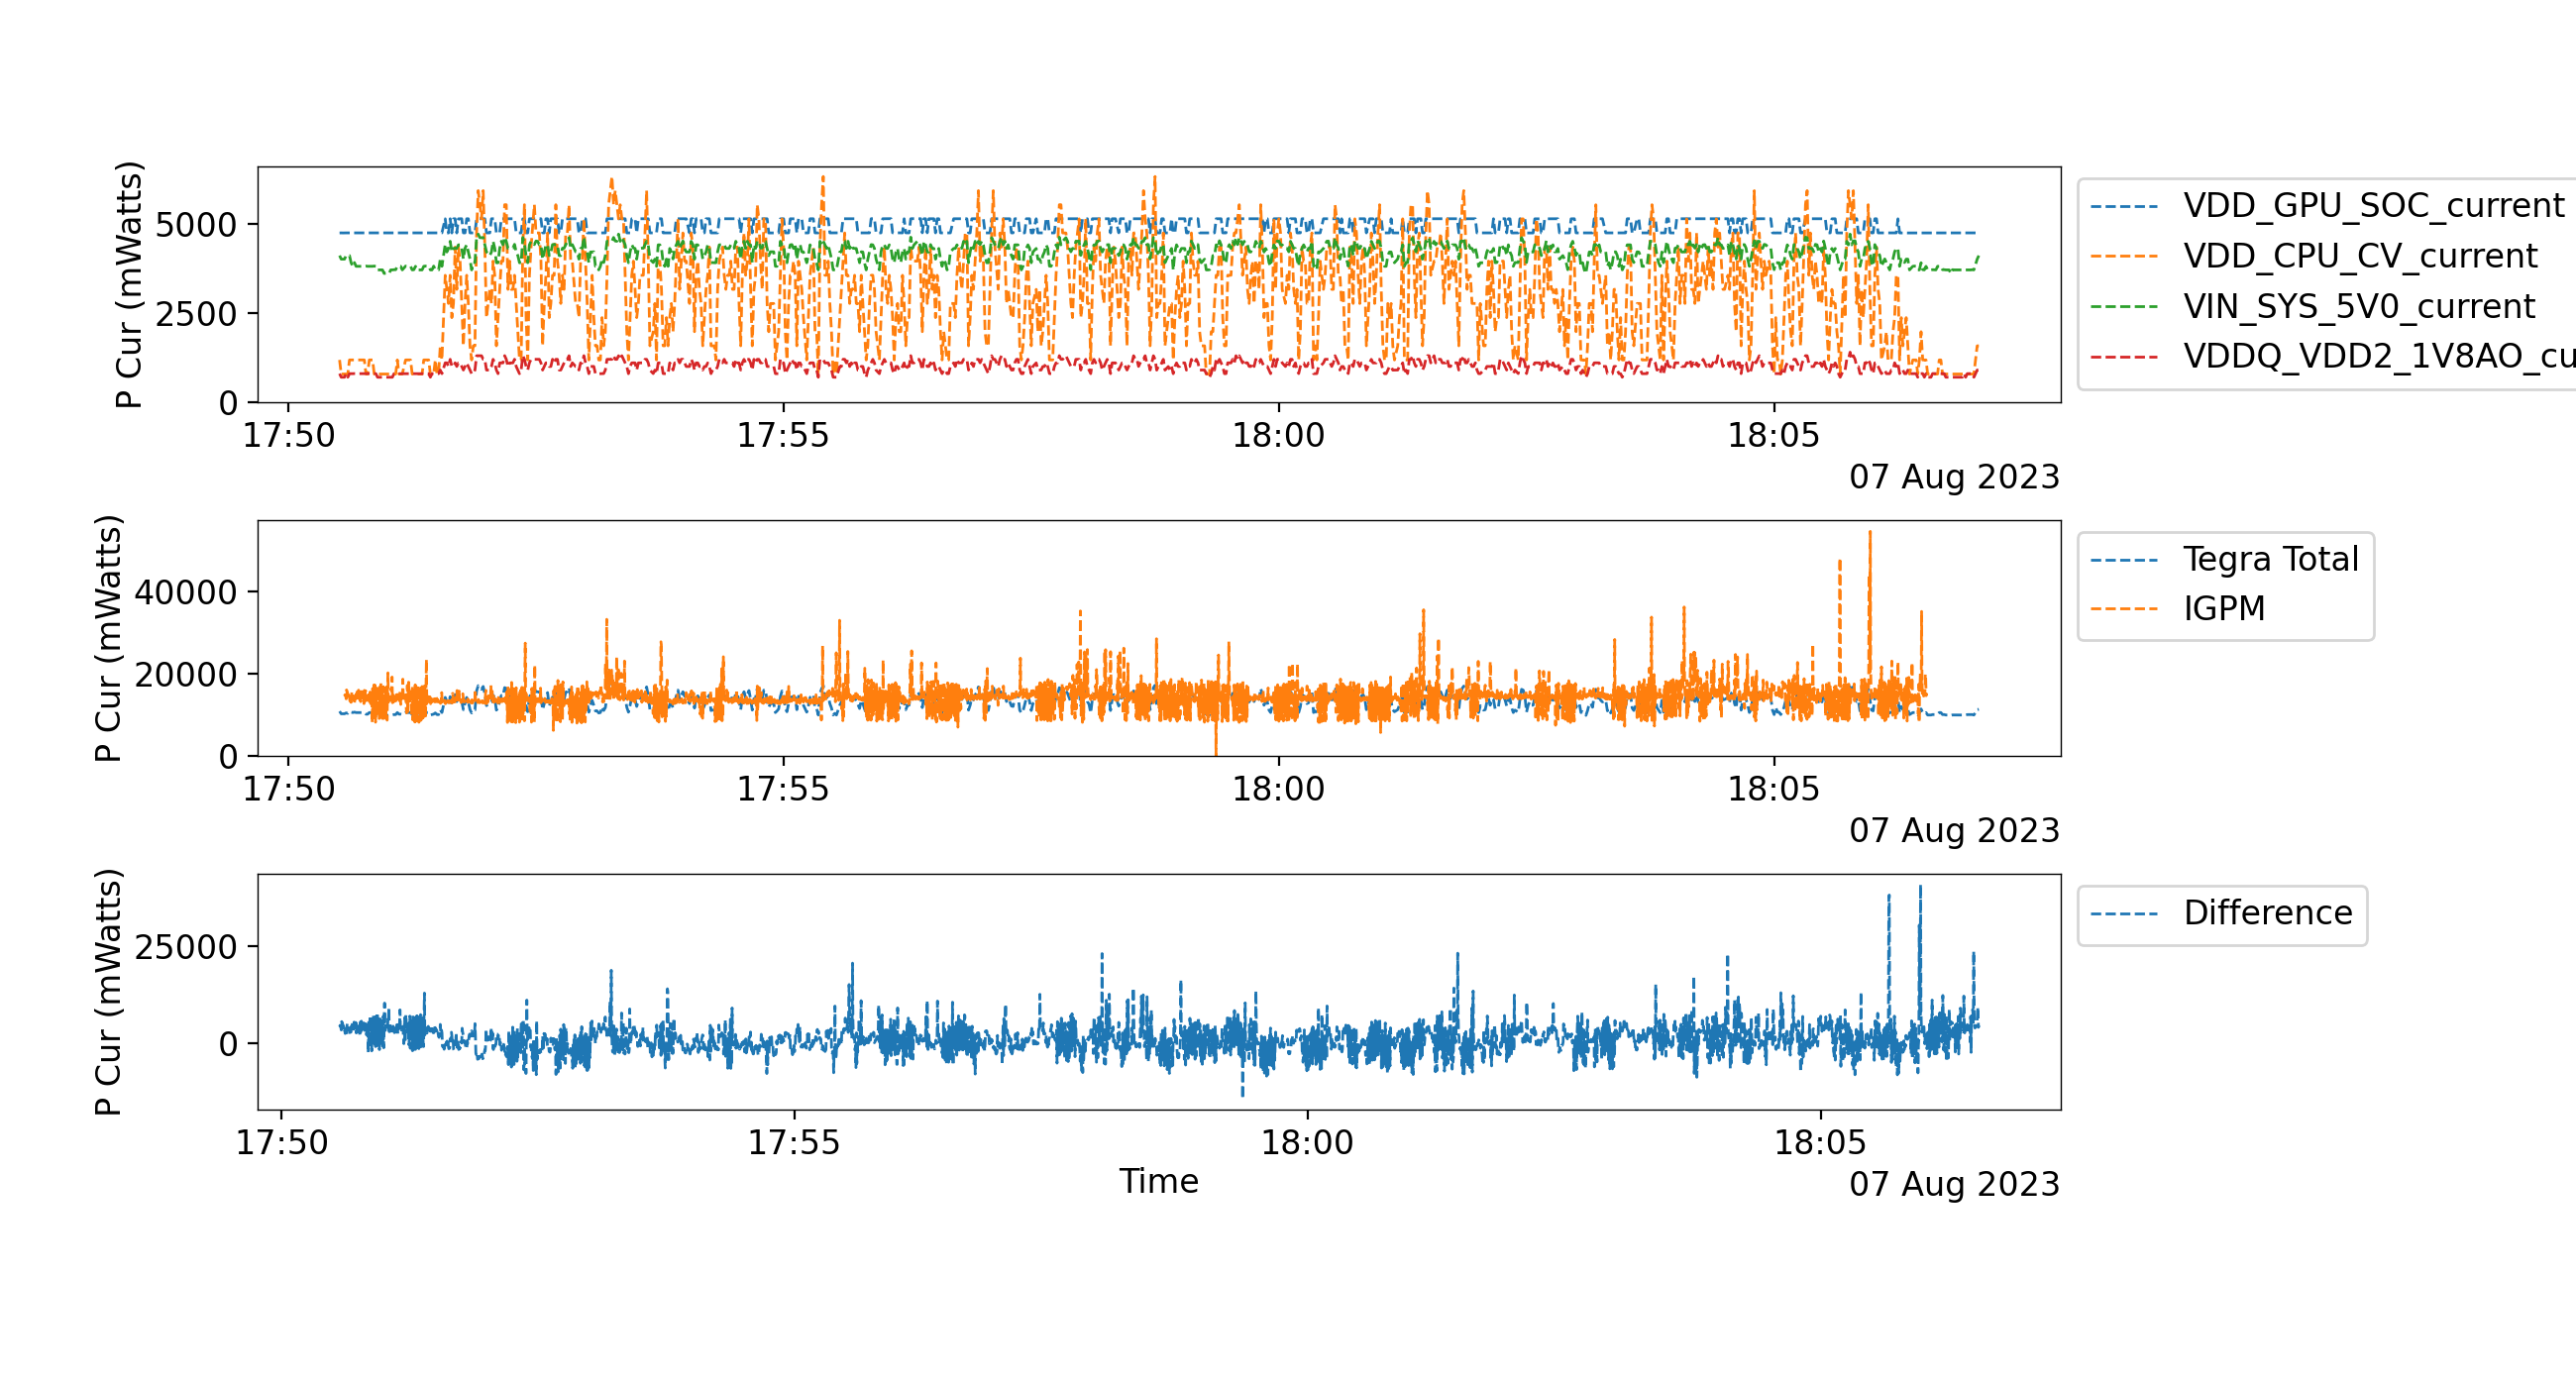 P Cur (mWatts)
5000
2500
0
17:50 17:55 18:00 18:05
07 Aug 2023
VDD_GPU_SOC_current
VDD_CPU_CV_current
VIN_SYS_5V0_current
VDDQ_VDD2_1V8AO_cu
P Cur (mWatts)
40000
20000
0
17:50 17:55 18:00 18:05
07 Aug 2023
Tegra Total
IGPM
P Cur (mWatts)
25000
0
17:50 17:55 18:00 18:05
Time
07 Aug 2023
Difference